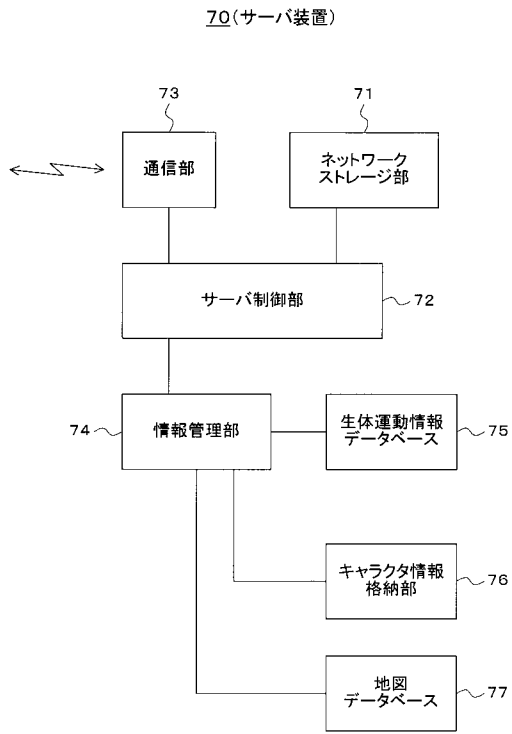 70(サーバ装置)
73
71
通信部
ネットワーク
ストレージ部
サーバ制御部
72
74
情報管理部
生体運動情報
データベース
75
キャラクタ情報
格納部
76
地図
データベース
77